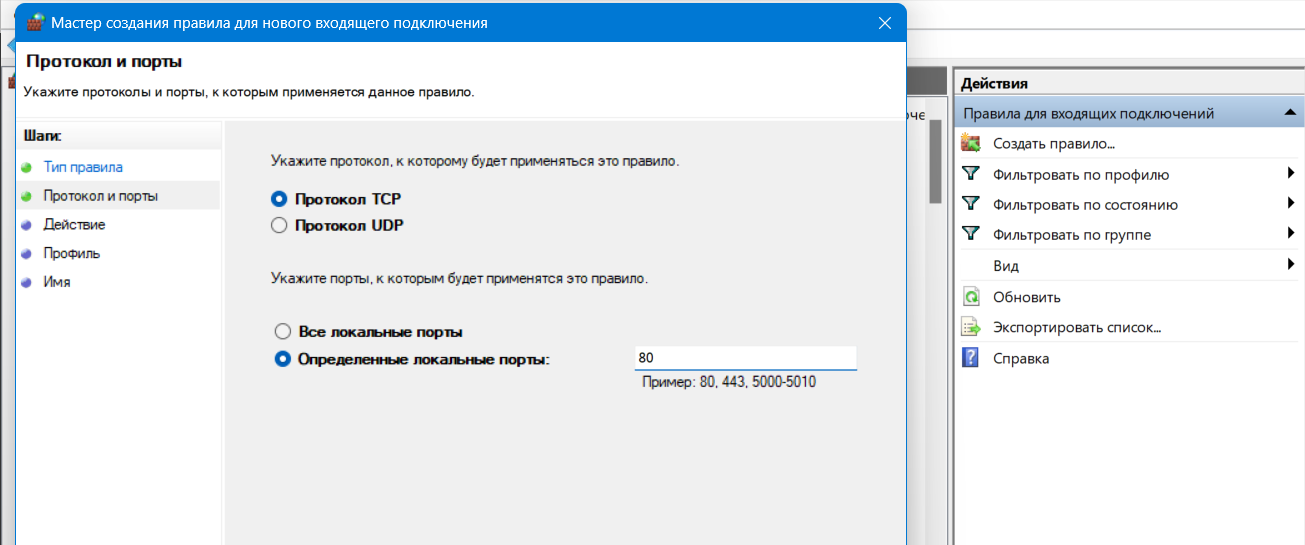 Мастер создания правила для нового входящего подключения
Протокол и порты
Укажите протоколы и порты, к которым применяется данное правило.
Шаги:
Тип правила
Протокол и порты
Действие
Профиль
Имя
Укажите протокол, к которому будет применяться это правило.
Протокол TCP
Протокол UDP
Укажите порты, к которым будет применятся это правило.
Все локальные порты
Определенные локальные порты:
80
Пример: 80, 443, 5000-5010
Действия
Правила для входящих подключений
Создать правило...
Фильтровать по профилю
Фильтровать по состоянию
Фильтровать по группе
Вид
Обновить
Экспортировать список...
Справка